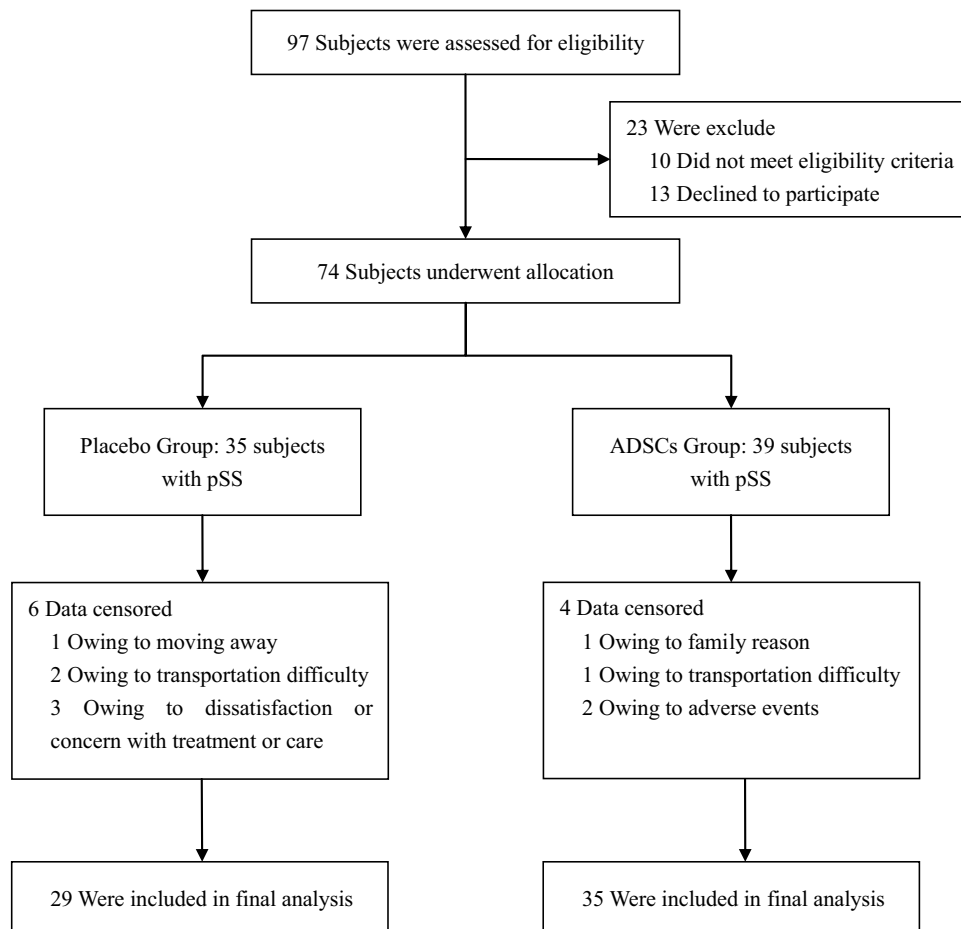 97 Subjects were assessed for eligibility
23 Were exclude
10 Did not meet eligibility criteria
13 Declined to participate
74 Subjects underwent allocation
Placebo Group: 35 subjects
with pSS
ADSCs Group: 39 subjects
with pSS
6 Data censored
1 Owing to moving away
2 Owing to transportation difficulty
3 Owing to dissatisfaction or
concern with treatment or care
4 Data censored
1 Owing to family reason
1 Owing to transportation difficulty
2 Owing to adverse events
29 Were included in final analysis
35 Were included in final analysis